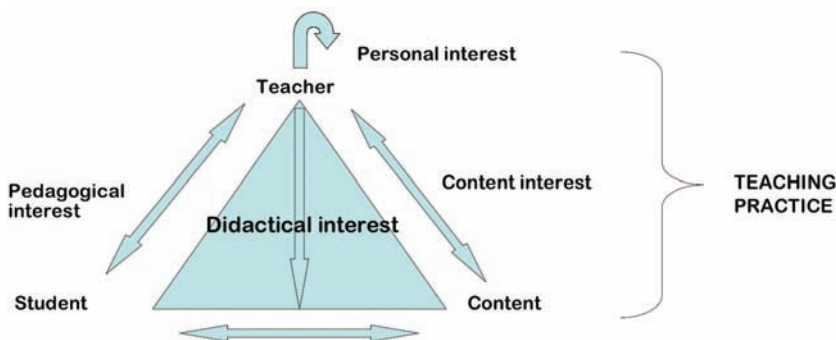 Personal interest
Teacher
Pedagogical
interest
Content interest
TEACHING
PRACTICE
Didactical interest
Student
Content